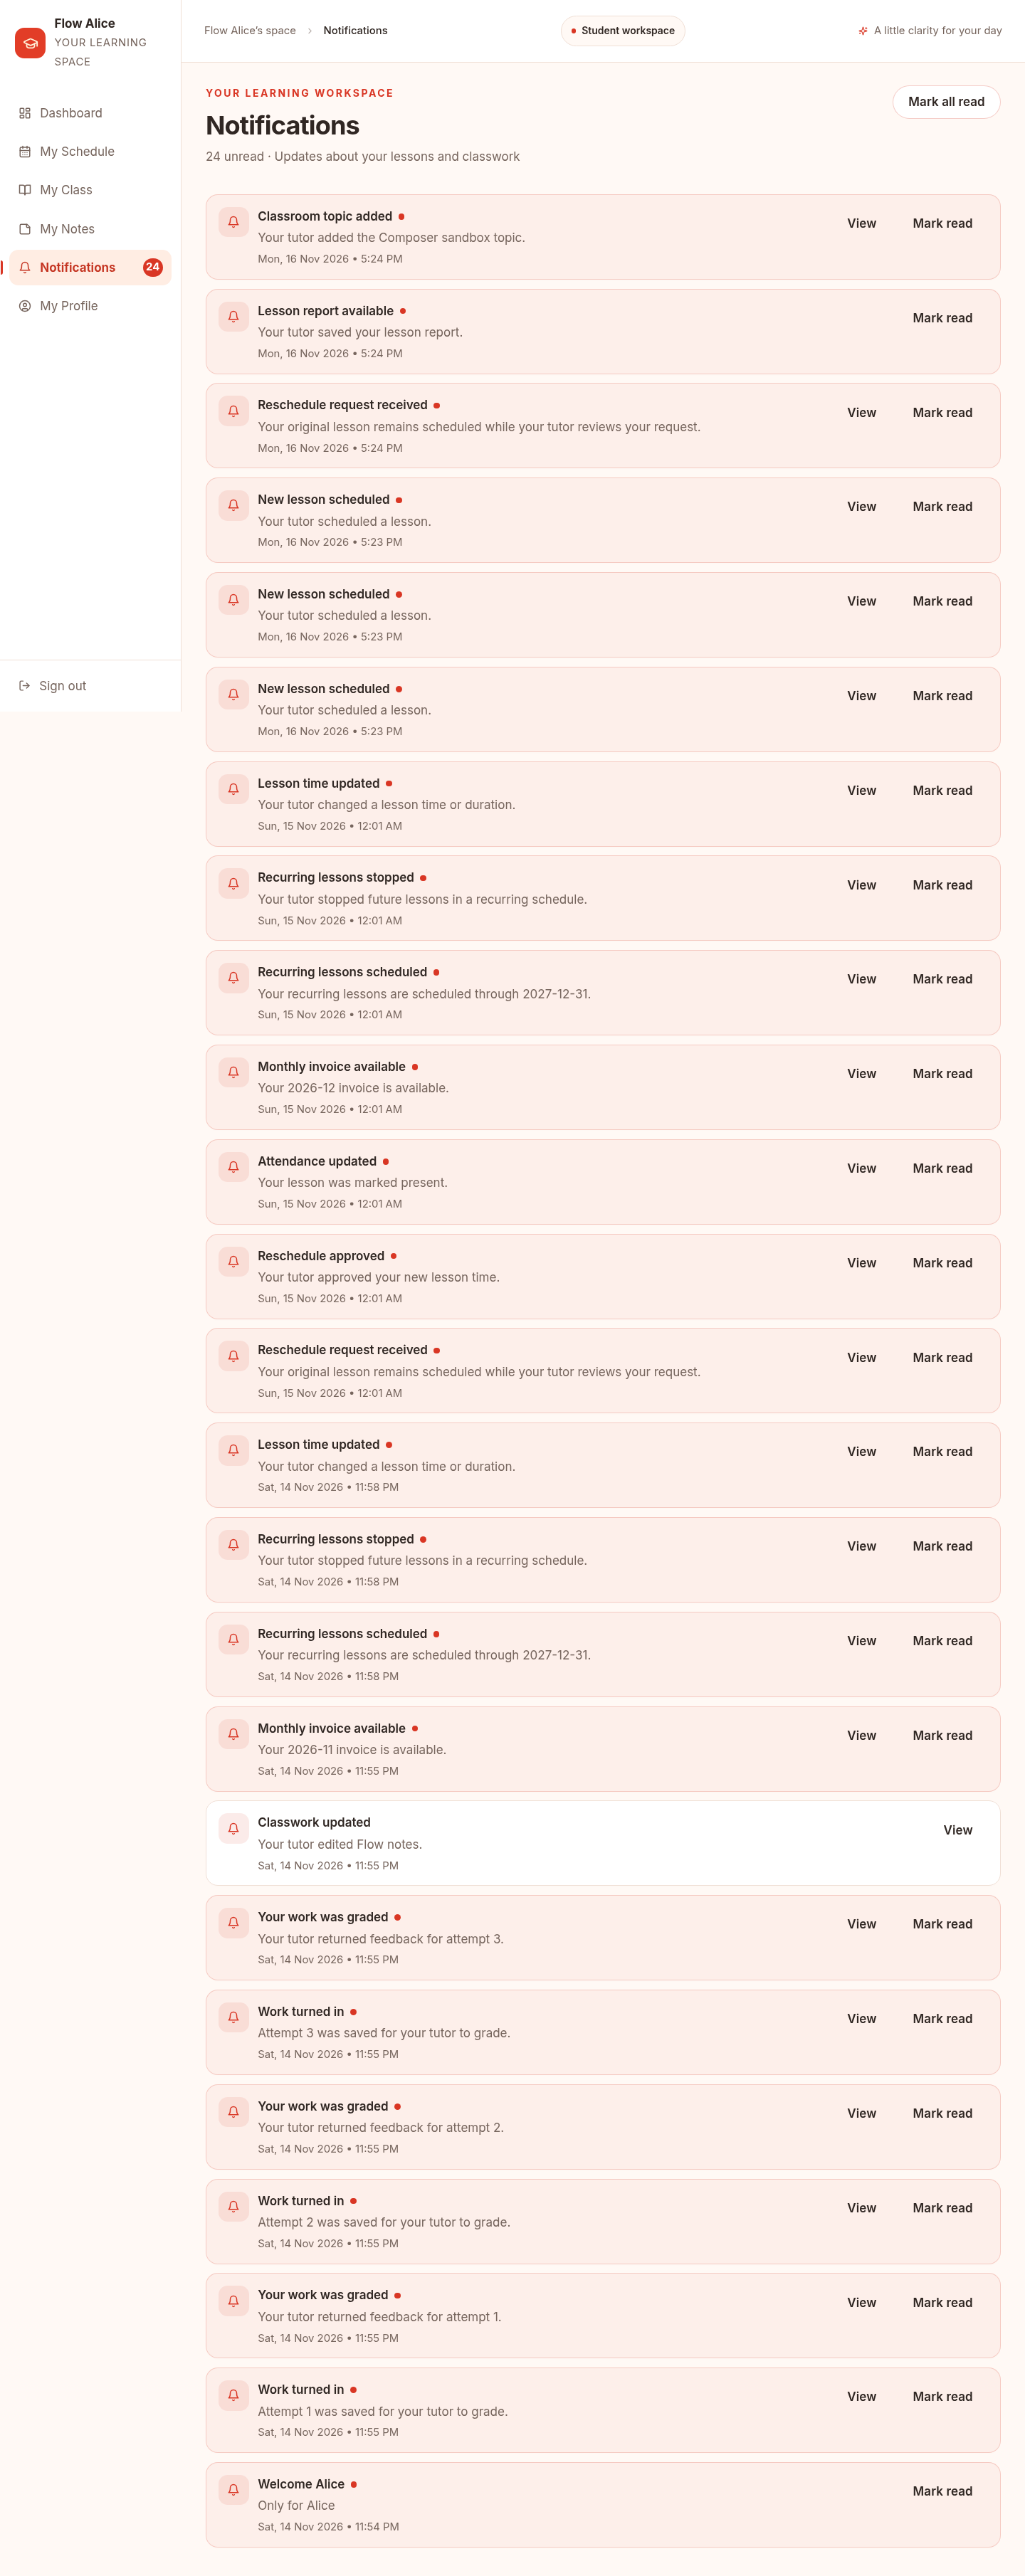 Flow Alice
YOUR LEARNING
SPACE
Dashboard
My Schedule
My Class
My Notes
Notifications 24
My Profile
Sign out
Flow Alice's space › Notifications
Student workspace
A little clarity for your day
YOUR LEARNING WORKSPACE
Notifications
24 unread · Updates about your lessons and classwork
Mark all read
Classroom topic added
Your tutor added the Composer sandbox topic.
Mon, 16 Nov 2026 • 5:24 PM
View Mark read
Lesson report available
Your tutor saved your lesson report.
Mon, 16 Nov 2026 • 5:24 PM
Mark read
Reschedule request received
Your original lesson remains scheduled while your tutor reviews your request.
Mon, 16 Nov 2026 • 5:24 PM
View Mark read
New lesson scheduled
Your tutor scheduled a lesson.
Mon, 16 Nov 2026 • 5:23 PM
View Mark read
New lesson scheduled
Your tutor scheduled a lesson.
Mon, 16 Nov 2026 • 5:23 PM
View Mark read
New lesson scheduled
Your tutor scheduled a lesson.
Mon, 16 Nov 2026 • 5:23 PM
View Mark read
Lesson time updated
Your tutor changed a lesson time or duration.
Sun, 15 Nov 2026 • 12:01 AM
View Mark read
Recurring lessons stopped
Your tutor stopped future lessons in a recurring schedule.
Sun, 15 Nov 2026 • 12:01 AM
View Mark read
Recurring lessons scheduled
Your recurring lessons are scheduled through 2027-12-31.
Sun, 15 Nov 2026 • 12:01 AM
View Mark read
Monthly invoice available
Your 2026-12 invoice is available.
Sun, 15 Nov 2026 • 12:01 AM
View Mark read
Attendance updated
Your lesson was marked present.
Sun, 15 Nov 2026 • 12:01 AM
View Mark read
Reschedule approved
Your tutor approved your new lesson time.
Sun, 15 Nov 2026 • 12:01 AM
View Mark read
Reschedule request received
Your original lesson remains scheduled while your tutor reviews your request.
Sun, 15 Nov 2026 • 12:01 AM
View Mark read
Lesson time updated
Your tutor changed a lesson time or duration.
Sat, 14 Nov 2026 • 11:58 PM
View Mark read
Recurring lessons stopped
Your tutor stopped future lessons in a recurring schedule.
Sat, 14 Nov 2026 • 11:58 PM
View Mark read
Recurring lessons scheduled
Your recurring lessons are scheduled through 2027-12-31.
Sat, 14 Nov 2026 • 11:58 PM
View Mark read
Monthly invoice available
Your 2026-11 invoice is available.
Sat, 14 Nov 2026 • 11:55 PM
View Mark read
Classwork updated
Your tutor edited Flow notes.
Sat, 14 Nov 2026 • 11:55 PM
View
Your work was graded
Your tutor returned feedback for attempt 3.
Sat, 14 Nov 2026 • 11:55 PM
View Mark read
Work turned in
Attempt 3 was saved for your tutor to grade.
Sat, 14 Nov 2026 • 11:55 PM
View Mark read
Your work was graded
Your tutor returned feedback for attempt 2.
Sat, 14 Nov 2026 • 11:55 PM
View Mark read
Work turned in
Attempt 2 was saved for your tutor to grade.
Sat, 14 Nov 2026 • 11:55 PM
View Mark read
Your work was graded
Your tutor returned feedback for attempt 1.
Sat, 14 Nov 2026 • 11:55 PM
View Mark read
Work turned in
Attempt 1 was saved for your tutor to grade.
Sat, 14 Nov 2026 • 11:55 PM
View Mark read
Welcome Alice
Only for Alice
Sat, 14 Nov 2026 • 11:54 PM
Mark read